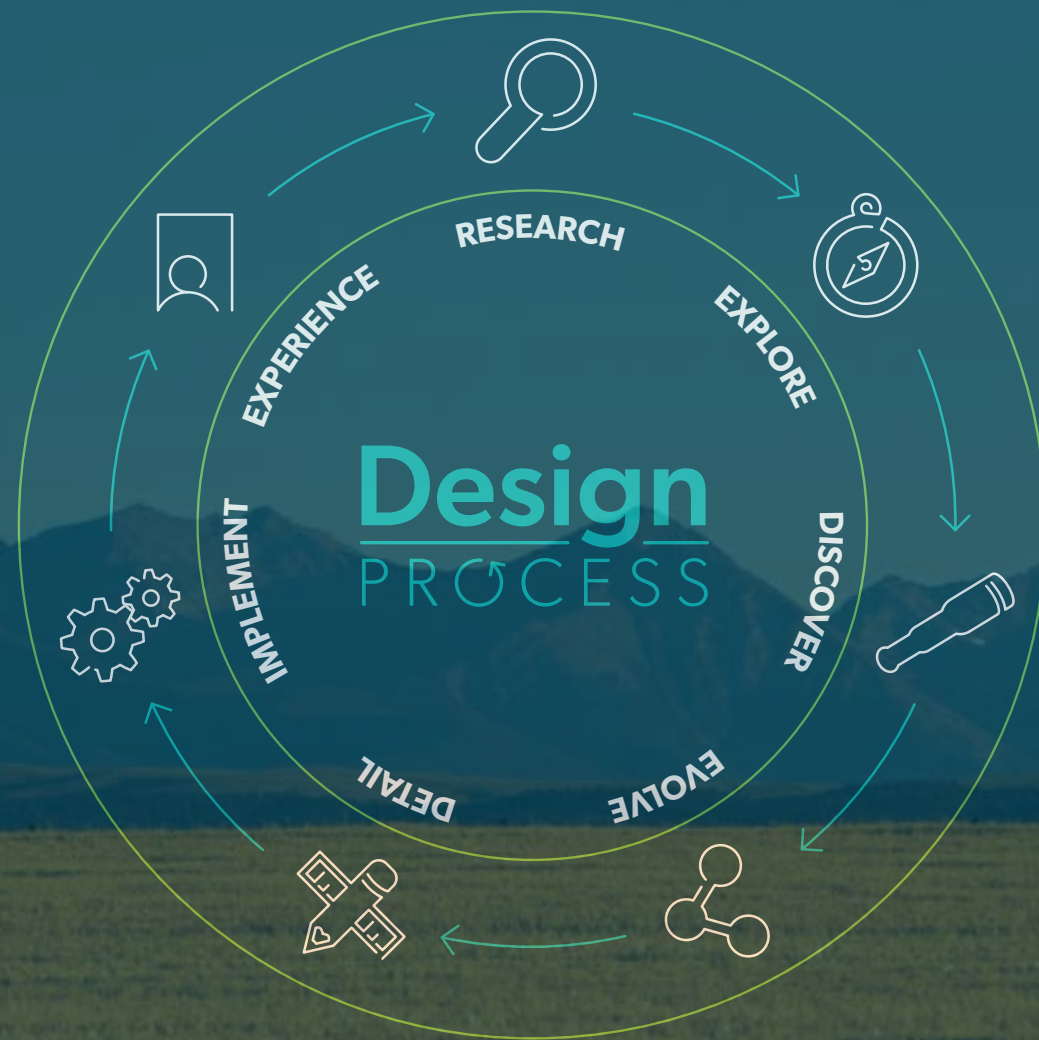 RESEARCH
EXPLORE
DISCOVER
EVOLVE
DETAIL
IMPLEMENT
EXPERIENCE
Design
PROCESS